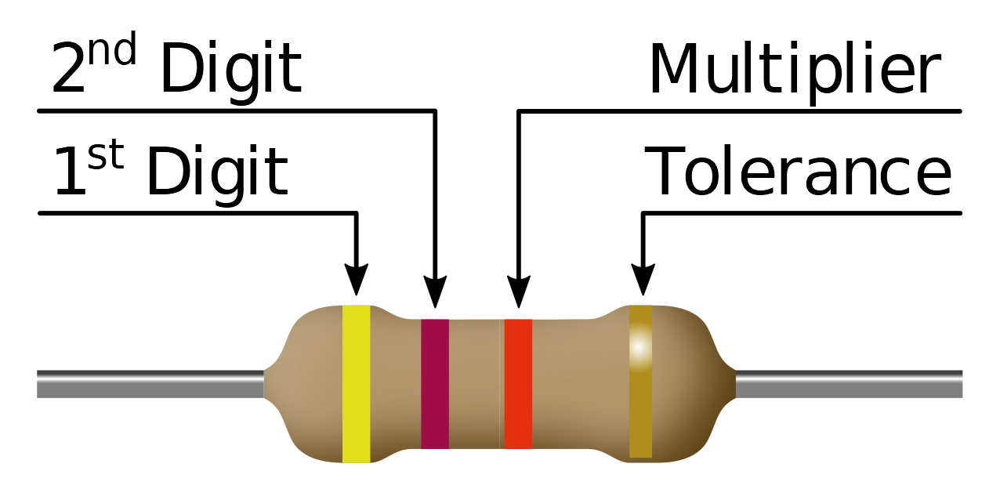 2nd Digit
Multiplier
1st Digit
Tolerance